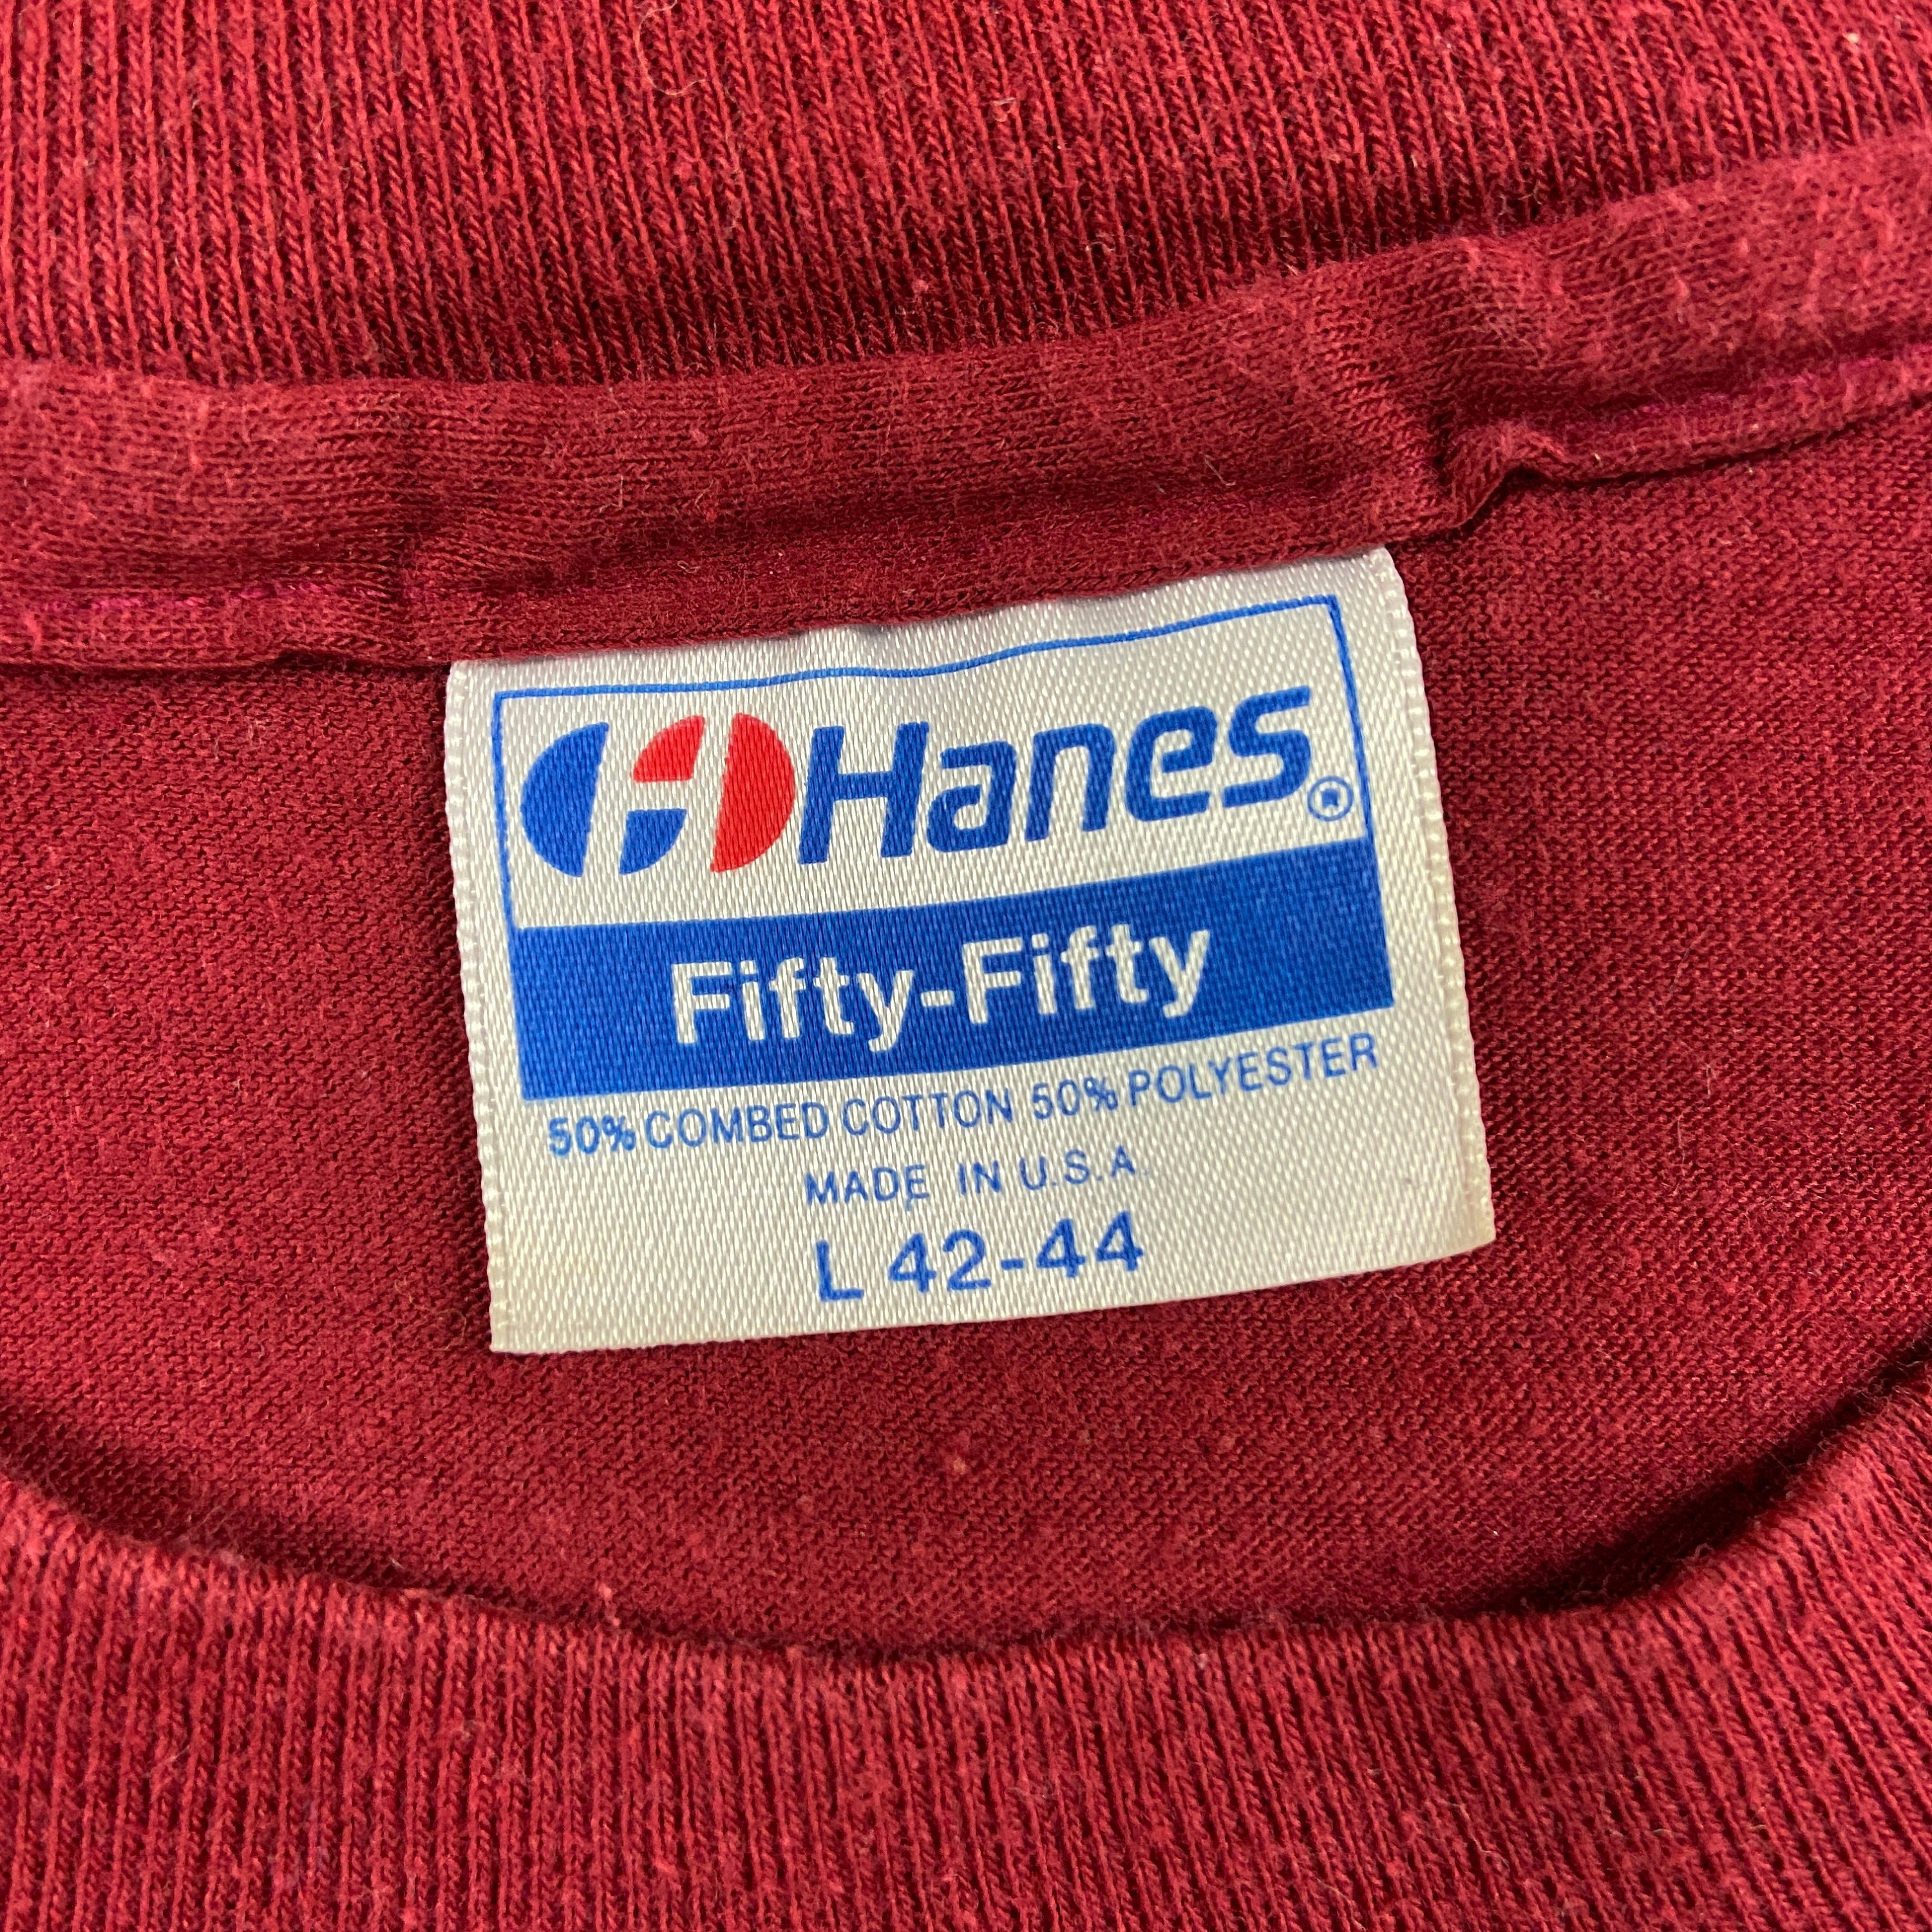 Hanes®
Fifty-Fifty
50% COMBED COTTON 50% POLYESTER
MADE IN U.S.A.
L 42-44